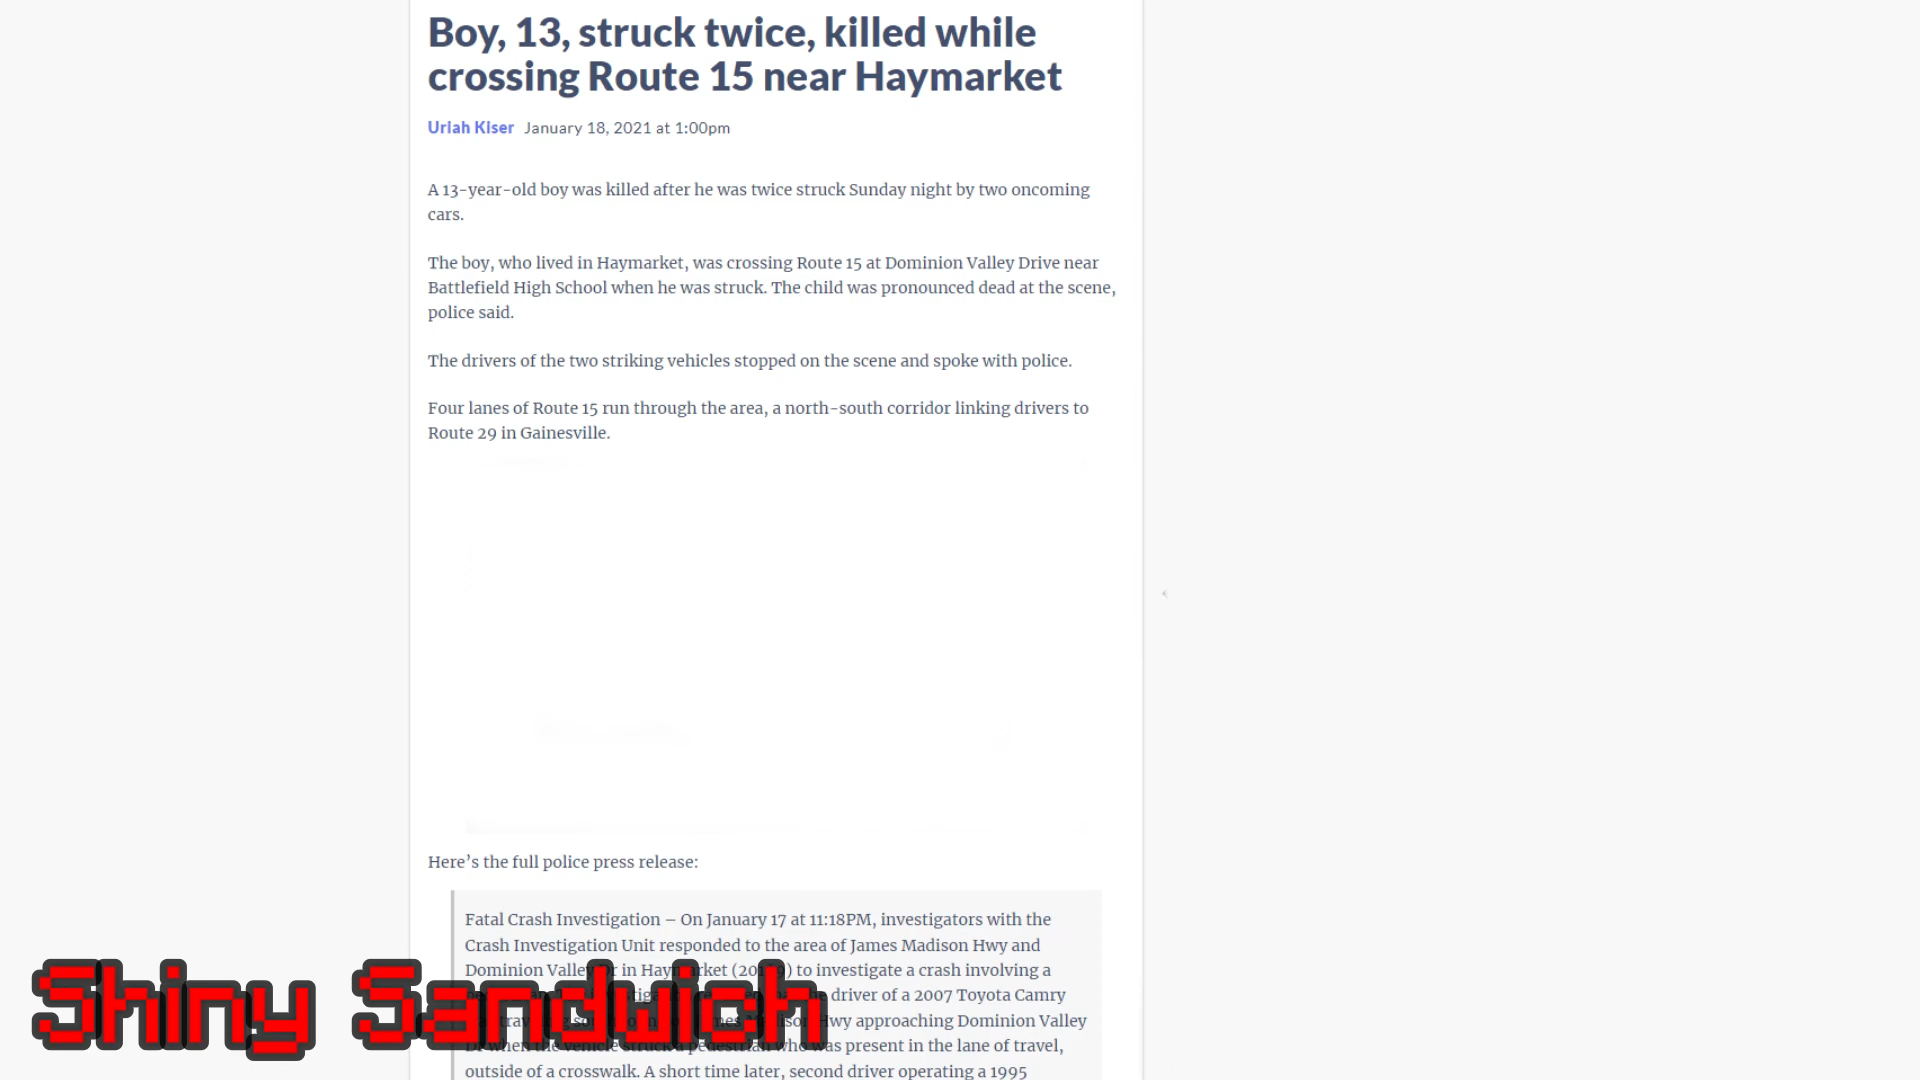 Boy, 13, struck twice, killed while
crossing Route 15 near Haymarket
Uriah Kiser January 18, 2021 at 1:00pm
A 13-year-old boy was killed after he was twice struck Sunday night by two oncoming
cars.
The boy, who lived in Haymarket, was crossing Route 15 at Dominion Valley Drive near
Battlefield High School when he was struck. The child was pronounced dead at the scene,
police said.
The drivers of the two striking vehicles stopped on the scene and spoke with police.
Four lanes of Route 15 run through the area, a north-south corridor linking drivers to
Route 29 in Gainesville.
Here's the full police press release:
Fatal Crash Investigation – On January 17 at 11:18PM, investigators with the
Crash Investigation Unit responded to the area of James Madison Hwy and
Dominion Valley Dr in Haymarket to investigate a crash involving a
driver of a 2007 Toyota Camry
Hwy approaching Dominion Valley
Dr when the vehicle struck a pedestrian who was present in the lane of travel,
outside of a crosswalk. A short time later, second driver operating a 1995
Shiny Sandwich